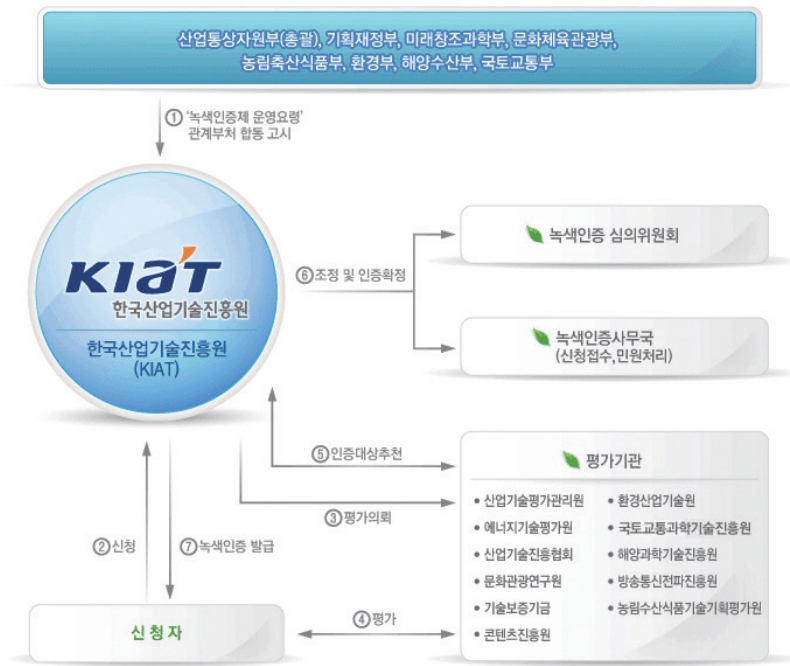 산업통상자원부(총괄), 기획재정부, 미래창조과학부, 문화체육관광부,
농림축산식품부, 환경부, 해양수산부, 국토교통부
① '녹색인증제 운영요령'
관계부처 합동 고시
KIAT
한국산업기술진흥원
한국산업기술진흥원
(KIAT)
⑥조정 및 인증확정
녹색인증 심의위원회
녹색인증사무국
(신청접수,민원처리)
⑤인증대상추천
③평가의뢰
평가기관
• 산업기술평가관리원
• 에너지기술평가원
• 산업기술진흥협회
• 문화관광연구원
• 기술보증기금
• 콘텐츠진흥원
• 환경산업기술원
• 국토교통과학기술진흥원
• 해양과학기술진흥원
• 방송통신전파진흥원
• 농림수산식품기술기획평가원
②신청
⑦녹색인증 발급
신 청 자
④평가